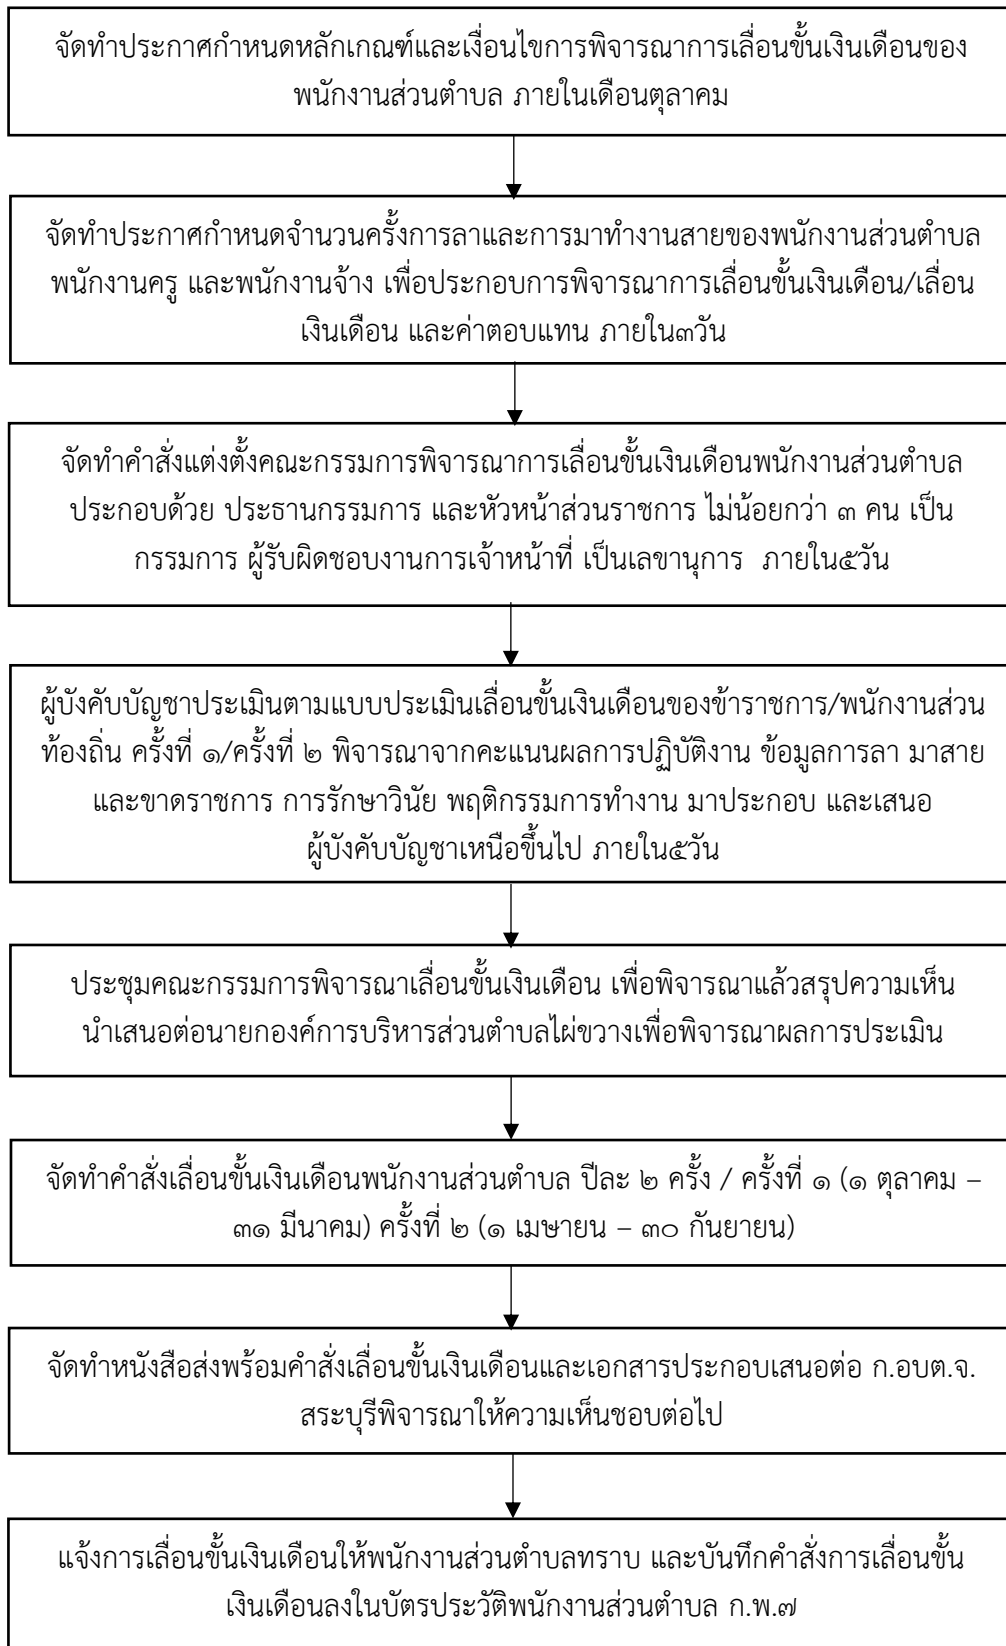 จัดทำประกาศกำหนดหลักเกณฑ์และเงื่อนไขการพิจารณาการเลื่อนขั้นเงินเดือนของ
พนักงานส่วนตำบล ภายในเดือนตุลาคม
จัดทำประกาศกำหนดจำนวนครั้งการลาและการมาทำงานสายของพนักงานส่วนตำบล
พนักงานครู และพนักงานจ้าง เพื่อประกอบการพิจารณาการเลื่อนขั้นเงินเดือน/เลื่อน
เงินเดือน และค่าตอบแทน ภายใน๓วัน
จัดทำคำสั่งแต่งตั้งคณะกรรมการพิจารณาการเลื่อนขั้นเงินเดือนพนักงานส่วนตำบล
ประกอบด้วย ประธานกรรมการ และหัวหน้าส่วนราชการ ไม่น้อยกว่า ๓ คน เป็น
กรรมการ ผู้รับผิดชอบงานการเจ้าหน้าที่ เป็นเลขานุการ ภายใน๕วัน
ผู้บังคับบัญชาประเมินตามแบบประเมินเลื่อนขั้นเงินเดือนของข้าราชการ/พนักงานส่วน
ท้องถิ่น ครั้งที่ ๑/ครั้งที่ ๒ พิจารณาจากคะแนนผลการปฏิบัติงาน ข้อมูลการลา มาสาย
และขาดราชการ การรักษาวินัย พฤติกรรมการทำงาน มาประกอบ และเสนอ
ผู้บังคับบัญชาเหนือขึ้นไป ภายใน๕วัน
ประชุมคณะกรรมการพิจารณาเลื่อนขั้นเงินเดือน เพื่อพิจารณาแล้วสรุปความเห็น
นำเสนอต่อนายกองค์การบริหารส่วนตำบลไผ่ขวางเพื่อพิจารณาผลการประเมิน
จัดทำคำสั่งเลื่อนขั้นเงินเดือนพนักงานส่วนตำบล ปีละ ๒ ครั้ง / ครั้งที่ ๑ (๑ ตุลาคม –
๓๑ มีนาคม) ครั้งที่ ๒ (๑ เมษายน – ๓๐ กันยายน)
จัดทำหนังสือส่งพร้อมคำสั่งเลื่อนขั้นเงินเดือนและเอกสารประกอบเสนอต่อ ก.อบต.จ.
สระบุรีพิจารณาให้ความเห็นชอบต่อไป
แจ้งการเลื่อนขั้นเงินเดือนให้พนักงานส่วนตำบลทราบ และบันทึกคำสั่งการเลื่อนขั้น
เงินเดือนลงในบัตรประวัติพนักงานส่วนตำบล ก.พ.๗